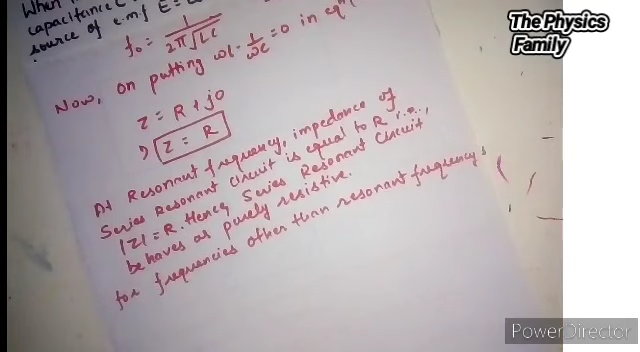 When
capacitance C
source of e.m.f E=
f₀ = 1/2π√LC
Now, on putting ωL - 1/ωC = 0 in eqⁿ
Z = R + j0
⇒ Z = R
At Resonant frequency, impedance of
Series Resonant Circuit is equal to R i.e.,
|Z| = R. Hence Series Resonant Circuit
behaves as purely resistive.
for frequencies other than resonant frequency:
The Physics
Family
PowerDirector